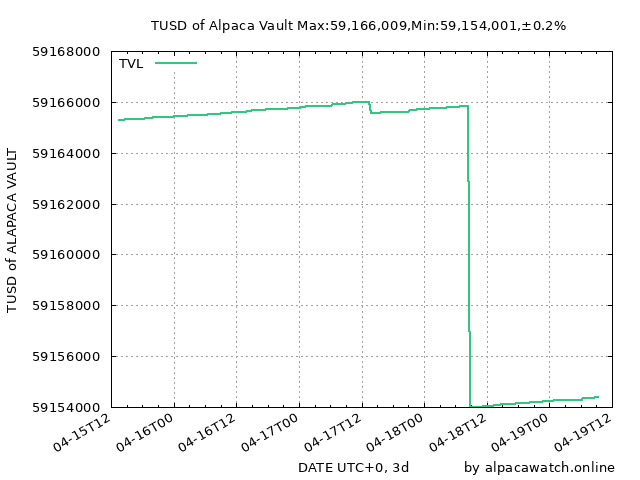 TUSD of Alpaca Vault Max:59,166,009,Min:59,154,001,±0.2%
TVL
59168000
59166000
59164000
59162000
59160000
59158000
59156000
59154000
TUSD of ALAPACA VAULT
04-15T12
04-16T00
04-16T12
04-17T00
04-17T12
04-18T00
04-18T12
04-19T00
04-19T12
DATE UTC+0, 3d
by alpacawatch.online